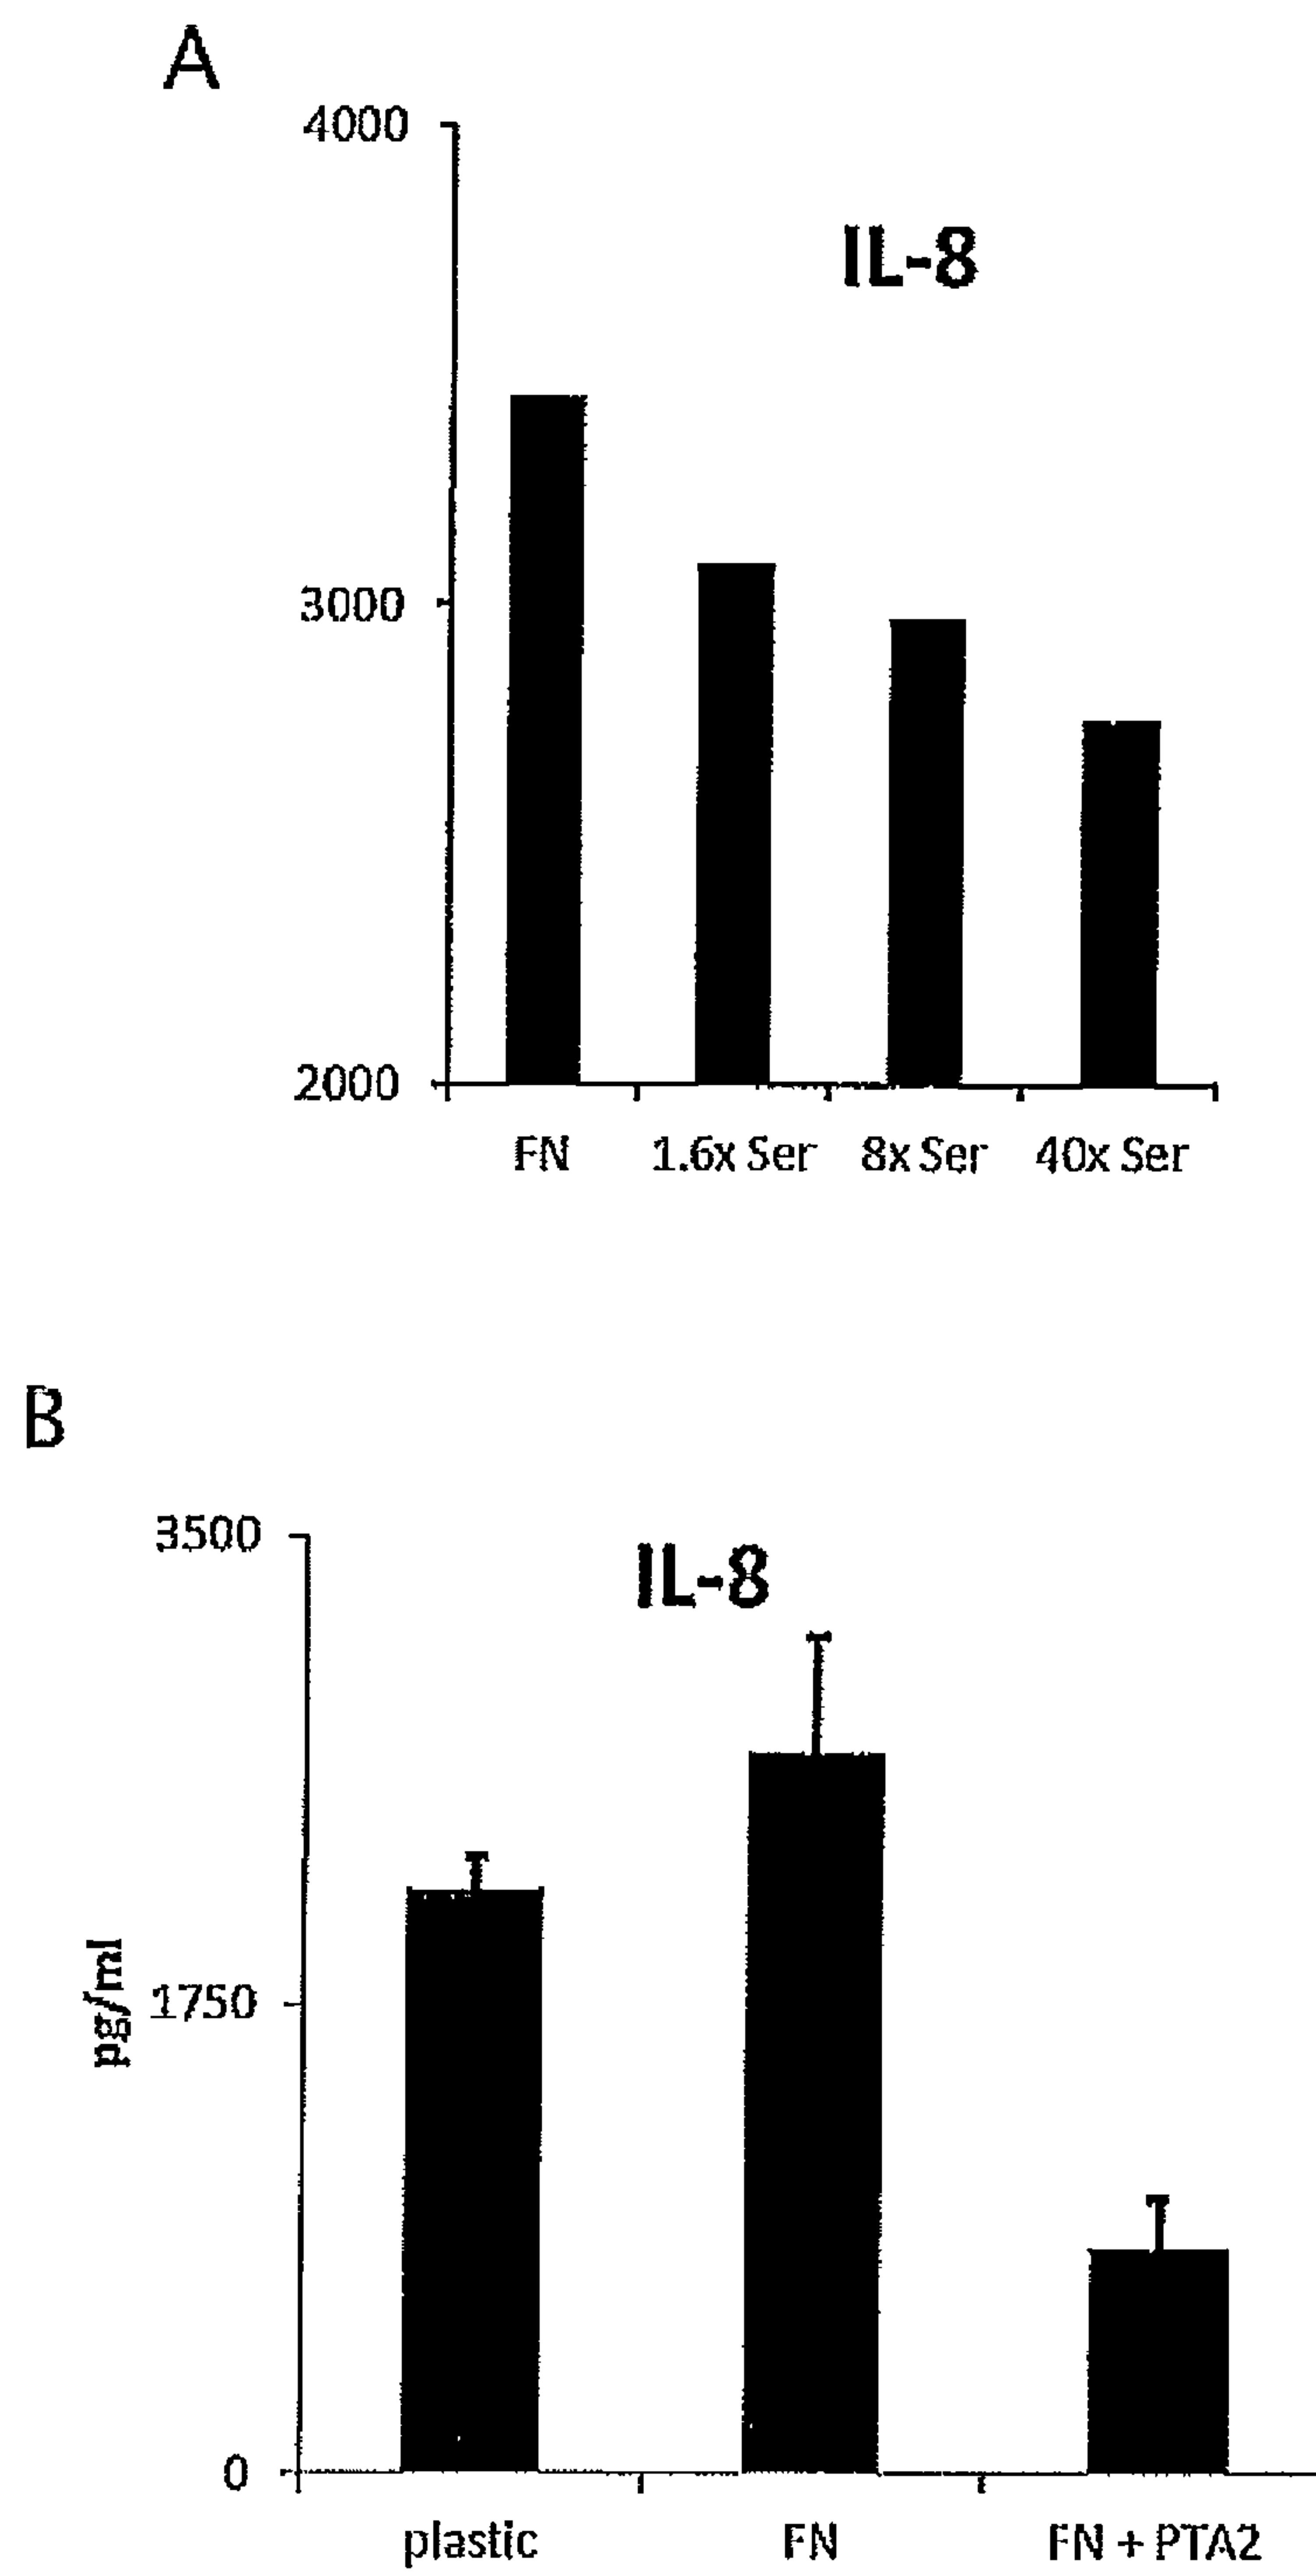 A
4000
IL-8
3000
2000
FN 1.6x Ser 8x Ser 40x Ser
B
3500
IL-8
pg/ml
1750
0
plastic FN FN + PTA2